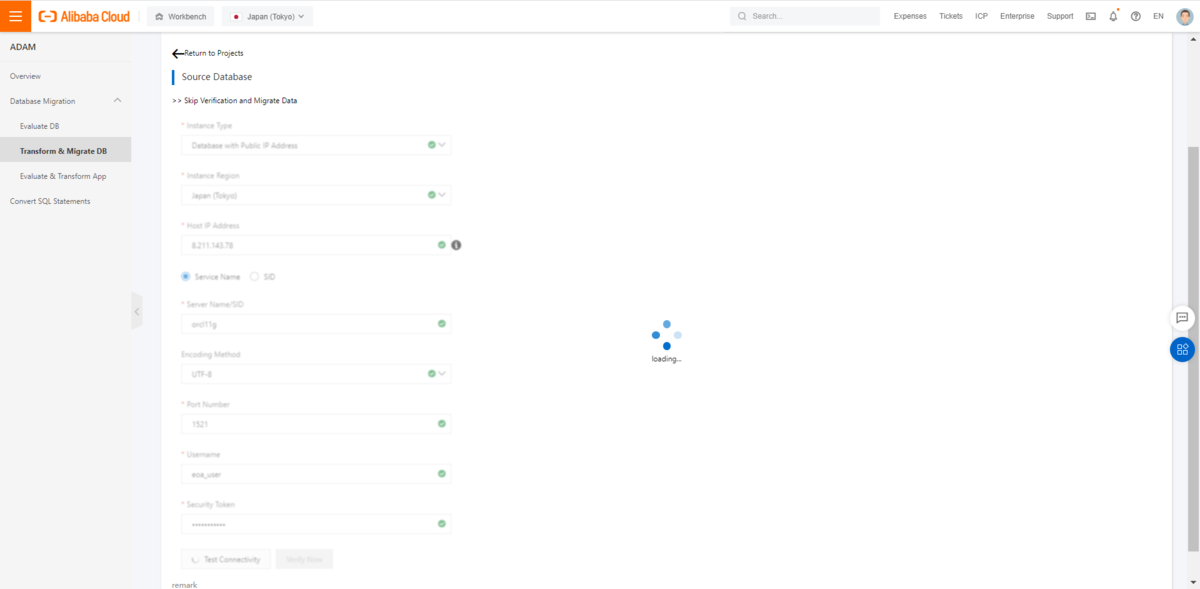 Alibaba Cloud
Workbench
Japan (Tokyo)
Search...
Expenses Tickets ICP Enterprise Support EN
ADAM
Overview
Database Migration
Evaluate DB
Transform & Migrate DB
Evaluate & Transform App
Convert SQL Statements
Return to Projects
Source Database
>> Skip Verification and Migrate Data
* Instance Type
Database with Public IP Address
* Instance Region
Japan (Tokyo)
* Host IP Address
8.211.143.78
Service Name SID
* Server Name/SID
orcl11g
Encoding Method
UTF-8
* Port Number
1521
* Username
eoa_user
* Security Token
***********
Test Connectivity Verify Now
remark
loading...